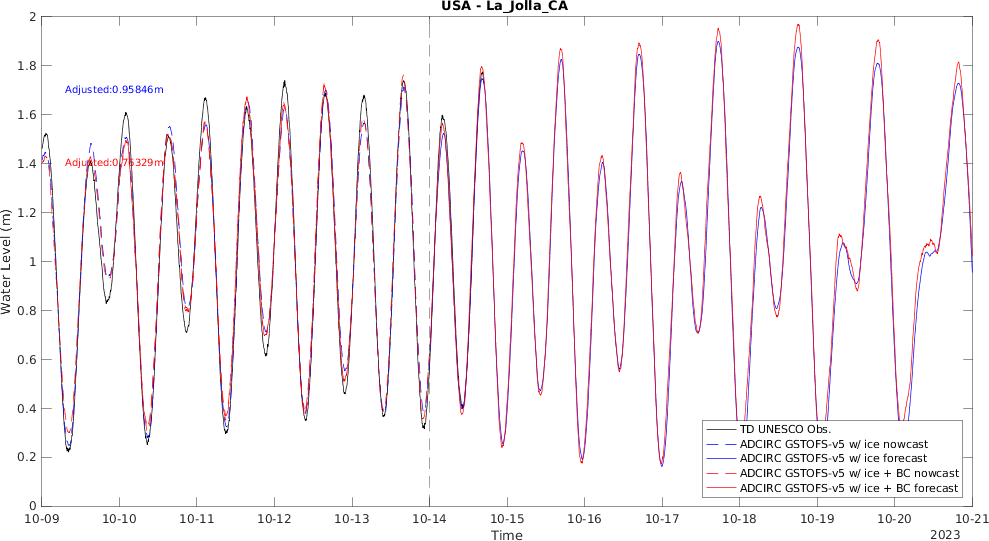 USA - La_Jolla_CA
Water Level (m)
2
1.8
1.6
1.4
1.2
1
0.8
0.6
0.4
0.2
0
Adjusted:0.95846m
Adjusted:0.75329m
TD UNESCO Obs.
ADCIRC GSTOFS-v5 w/ ice nowcast
ADCIRC GSTOFS-v5 w/ ice forecast
ADCIRC GSTOFS-v5 w/ ice + BC nowcast
ADCIRC GSTOFS-v5 w/ ice + BC forecast
10-09 10-10 10-11 10-12 10-13 10-14 10-15 10-16 10-17 10-18 10-19 10-20 10-21
Time
2023